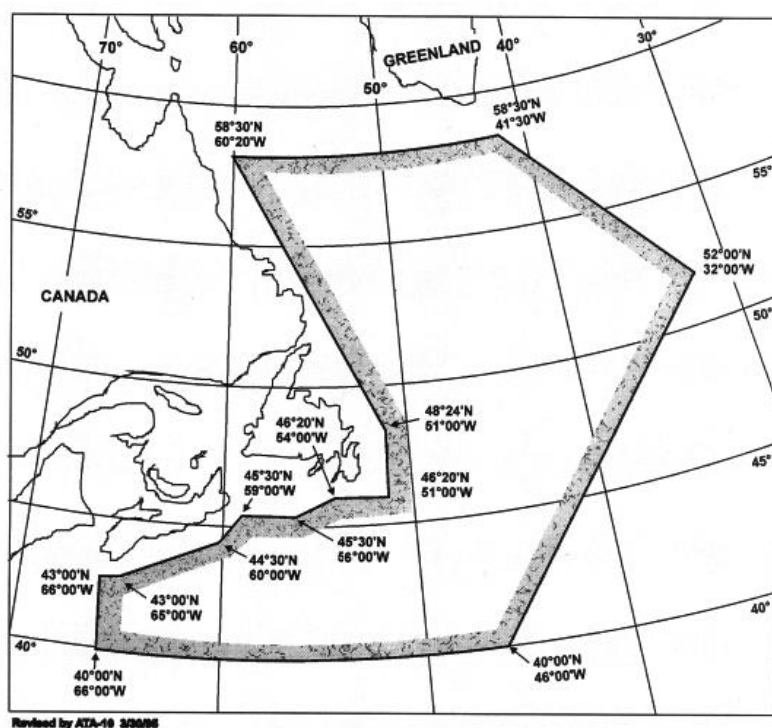 70°
60°
GREENLAND
50°
40°
30°
58°30'N
60°20'W
58°30'N
41°30'W
55°
55°
52°00'N
32°00'W
CANADA
50°
50°
46°20'N
54°00'W
48°24'N
51°00'W
45°
45°30'N
59°00'W
46°20'N
51°00'W
45°30'N
56°00'W
44°30'N
60°00'W
43°00'N
66°00'W
43°00'N
65°00'W
40°
40°
40°00'N
66°00'W
40°00'N
46°00'W
Revised by ATA-10 3/30/95